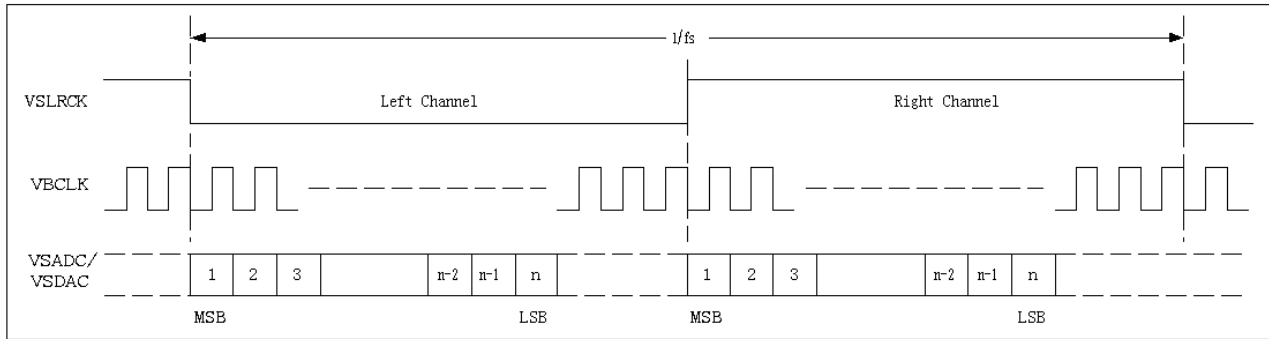 1/fs
VSLRCK
Left Channel
Right Channel
VBCLK
VSADC/
VSDAC
1 2 3 n-2 n-1 n 1 2 3 n-2 n-1 n
MSB LSB MSB LSB